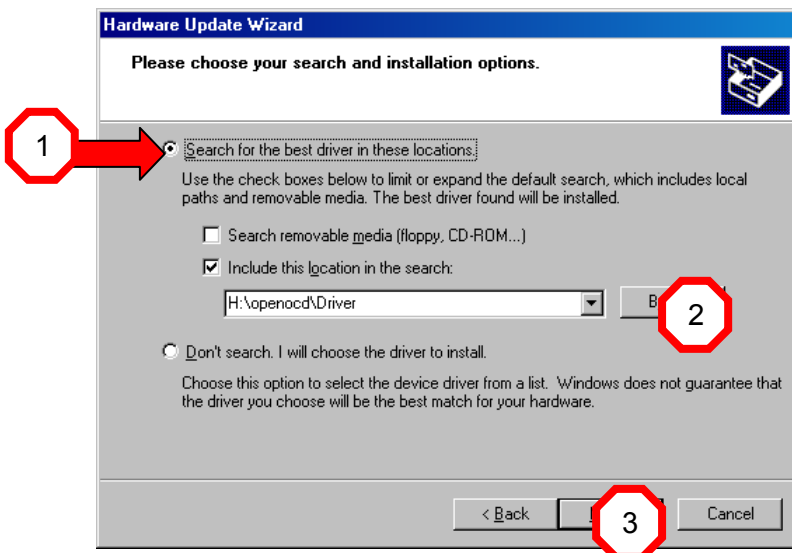 Hardware Update Wizard
Please choose your search and installation options.
1
Search for the best driver in these locations.
Use the check boxes below to limit or expand the default search, which includes local
paths and removable media. The best driver found will be installed.
Search removable media (floppy, CD-ROM...)
Include this location in the search:
H:\openocd\Driver
2
Don't search. I will choose the driver to install.
Choose this option to select the device driver from a list. Windows does not guarantee that
the driver you choose will be the best match for your hardware.
< Back
3
Cancel